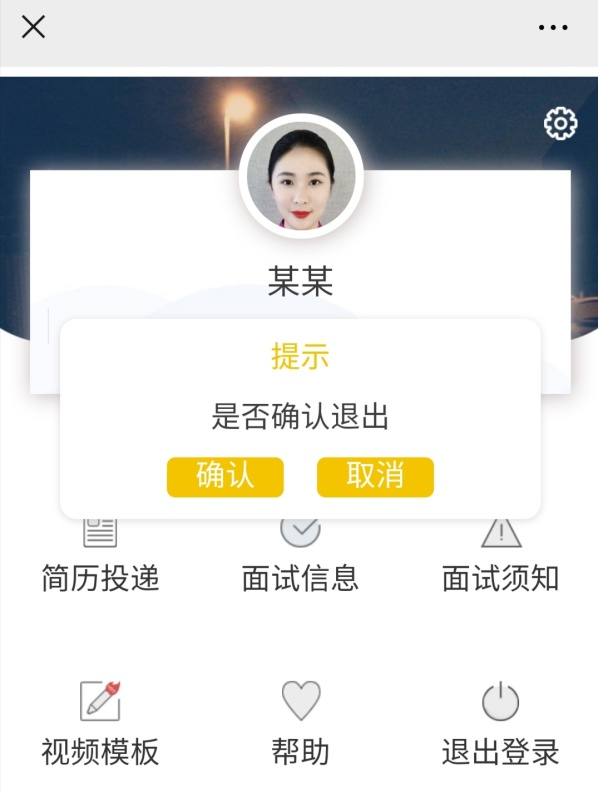 某某
提示
是否确认退出
确认 取消
简历投递 面试信息 面试须知
视频模板 帮助 退出登录